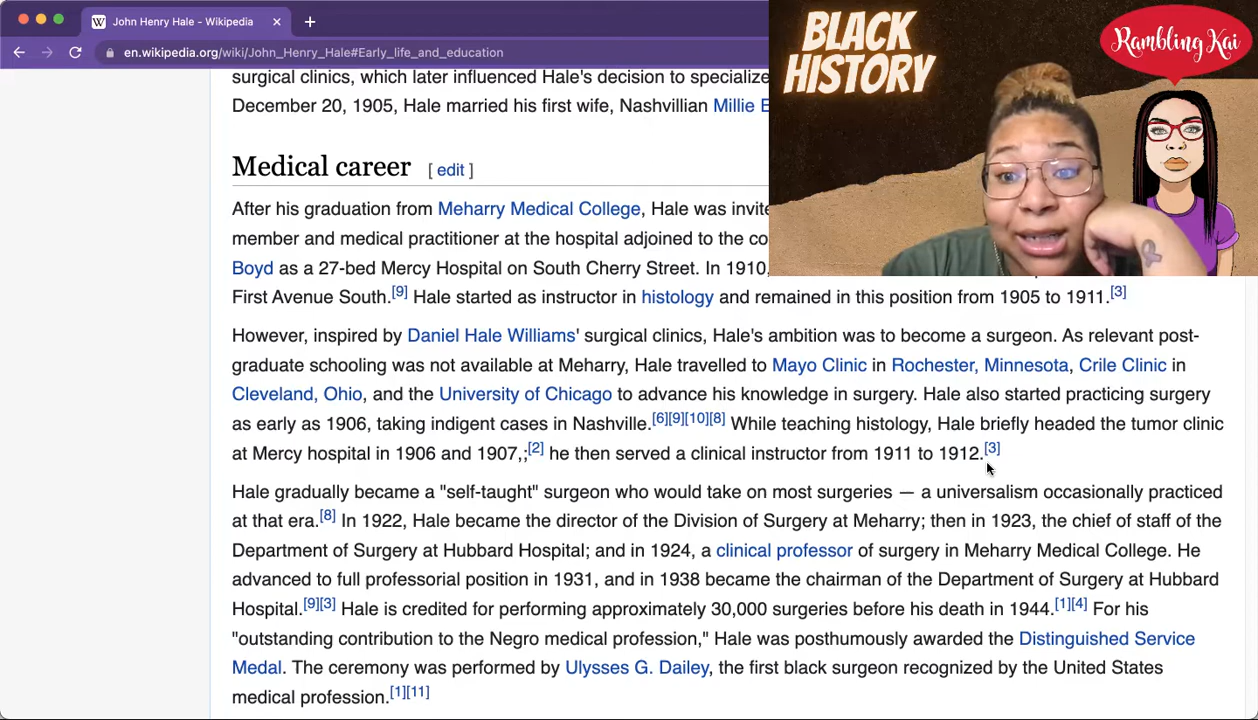 John Henry Hale - Wikipedia
en.wikipedia.org/wiki/John_Henry_Hale#Early_life_and_education
BLACK
HISTORY
Rambling Kai
surgical clinics, which later influenced Hale's decision to specialize
December 20, 1905, Hale married his first wife, Nashvillian Millie
Medical career [ edit ]
After his graduation from Meharry Medical College, Hale was
member and medical practitioner at the hospital adjoined to the
Boyd as a 27-bed Mercy Hospital on South Cherry Street. In 1910,
First Avenue South.[9] Hale started as instructor in histology and remained in this position from 1905 to 1911.[3]
However, inspired by Daniel Hale Williams' surgical clinics, Hale's ambition was to become a surgeon. As relevant post-
graduate schooling was not available at Meharry, Hale travelled to Mayo Clinic in Rochester, Minnesota, Crile Clinic in
Cleveland, Ohio, and the University of Chicago to advance his knowledge in surgery. Hale also started practicing surgery
as early as 1906, taking indigent cases in Nashville.[6][9][10][8] While teaching histology, Hale briefly headed the tumor clinic
at Mercy hospital in 1906 and 1907,;[2] he then served a clinical instructor from 1911 to 1912.[3]
Hale gradually became a "self-taught" surgeon who would take on most surgeries — a universalism occasionally practiced
at that era.[8] In 1922, Hale became the director of the Division of Surgery at Meharry; then in 1923, the chief of staff of the
Department of Surgery at Hubbard Hospital; and in 1924, a clinical professor of surgery in Meharry Medical College. He
advanced to full professorial position in 1931, and in 1938 became the chairman of the Department of Surgery at Hubbard
Hospital.[9][3] Hale is credited for performing approximately 30,000 surgeries before his death in 1944.[1][4] For his
"outstanding contribution to the Negro medical profession," Hale was posthumously awarded the Distinguished Service
Medal. The ceremony was performed by Ulysses G. Dailey, the first black surgeon recognized by the United States
medical profession.[1][11]